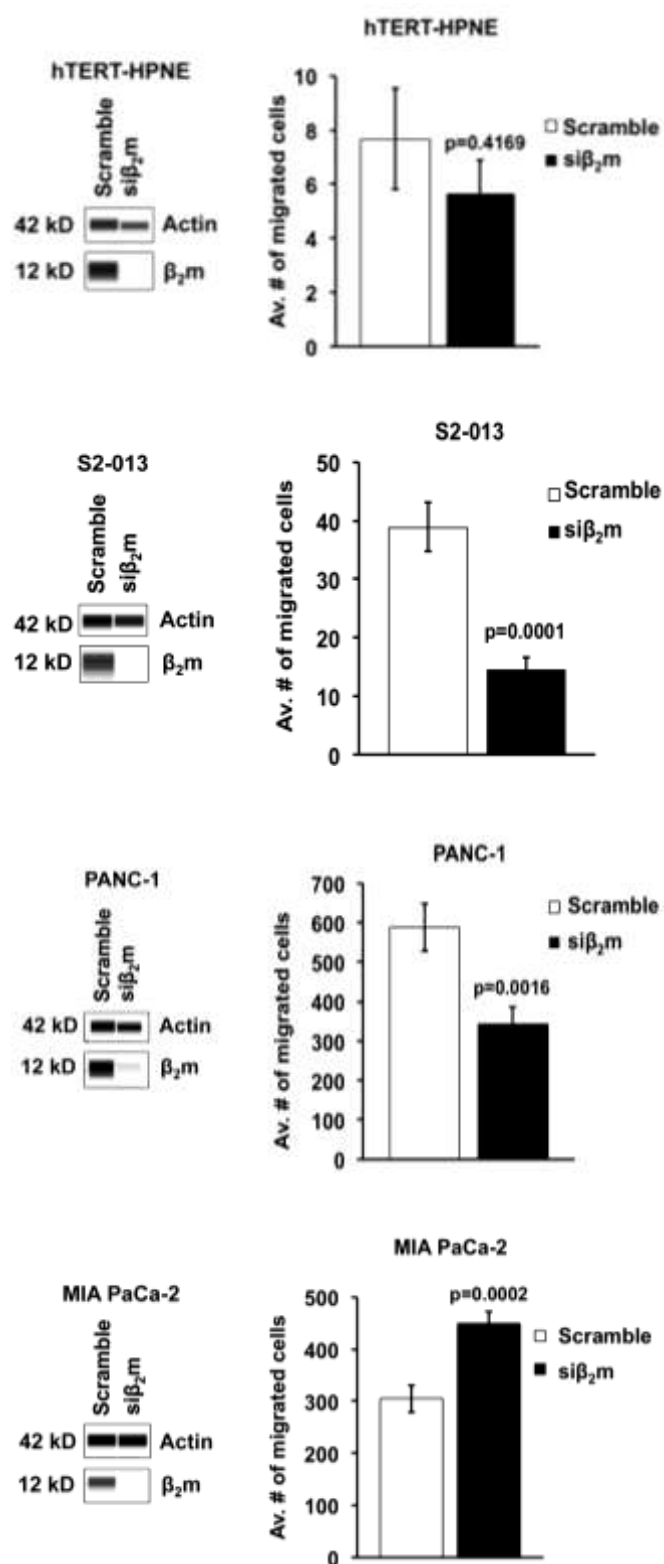 hTERT-HPNE
Scramble
siβ₂m
42 kD Actin
12 kD β₂m
hTERT-HPNE
Av. # of migrated cells
10
8
6
4
2
0
p=0.4169
Scramble
siβ₂m
S2-013
Scramble
siβ₂m
42 kD Actin
12 kD β₂m
S2-013
Av. # of migrated cells
50
40
30
20
10
0
p=0.0001
Scramble
siβ₂m
PANC-1
Scramble
siβ₂m
42 kD Actin
12 kD β₂m
PANC-1
Av. # of migrated cells
700
600
500
400
300
200
100
0
p=0.0016
Scramble
siβ₂m
MIA PaCa-2
Scramble
siβ₂m
42 kD Actin
12 kD β₂m
MIA PaCa-2
Av. # of migrated cells
500
400
300
200
100
0
p=0.0002
Scramble
siβ₂m